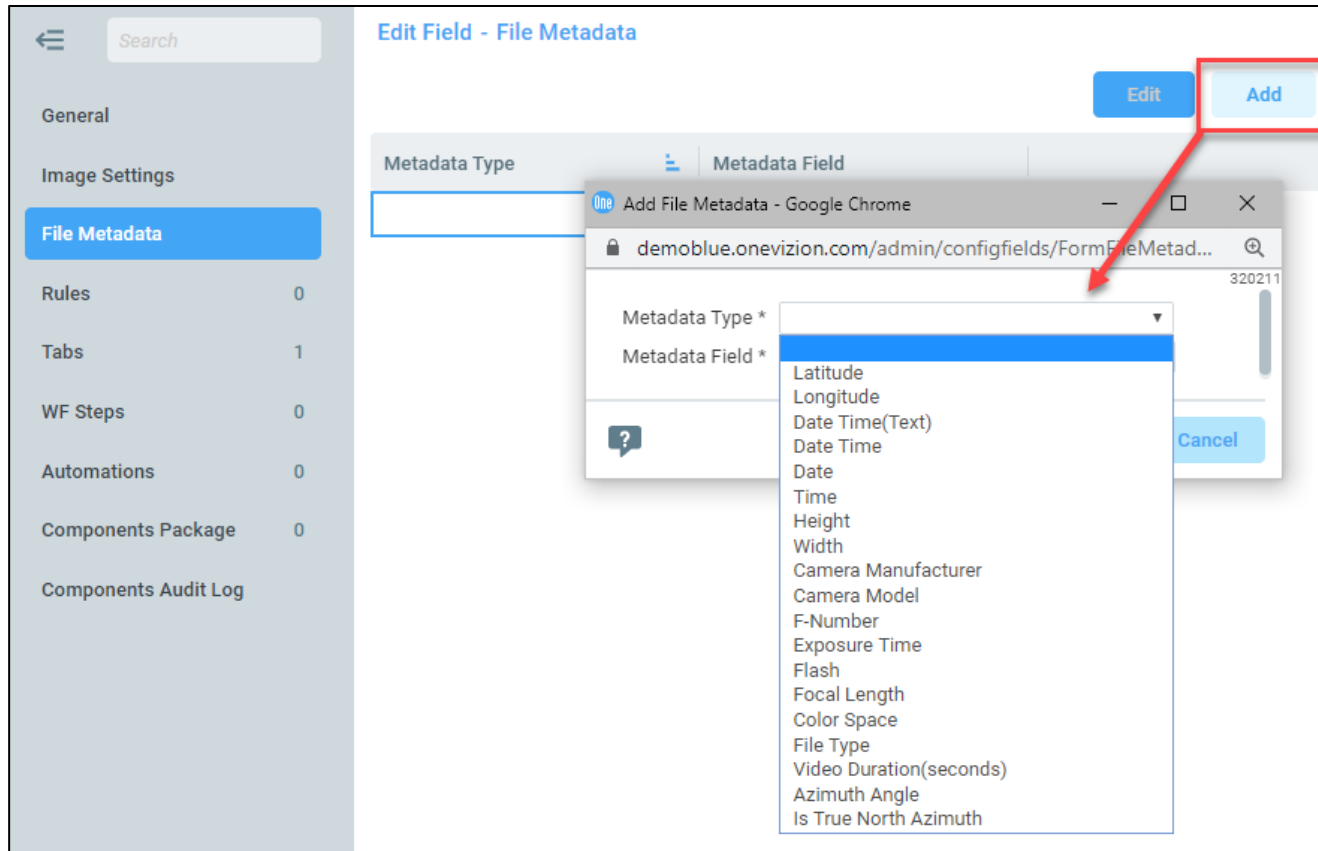 Search
Edit Field - File Metadata
Edit
Add
General
Image Settings
File Metadata
Rules 0
Tabs 1
WF Steps 0
Automations 0
Components Package 0
Components Audit Log
Metadata Type
Metadata Field
One Add File Metadata - Google Chrome
demoblue.onevizion.com/admin/configfields/FormFileMetad...
320211
Metadata Type *
Metadata Field *
Latitude
Longitude
Date Time(Text)
Date Time
Date
Time
Height
Width
Camera Manufacturer
Camera Model
F-Number
Exposure Time
Flash
Focal Length
Color Space
File Type
Video Duration(seconds)
Azimuth Angle
Is True North Azimuth
?
Cancel